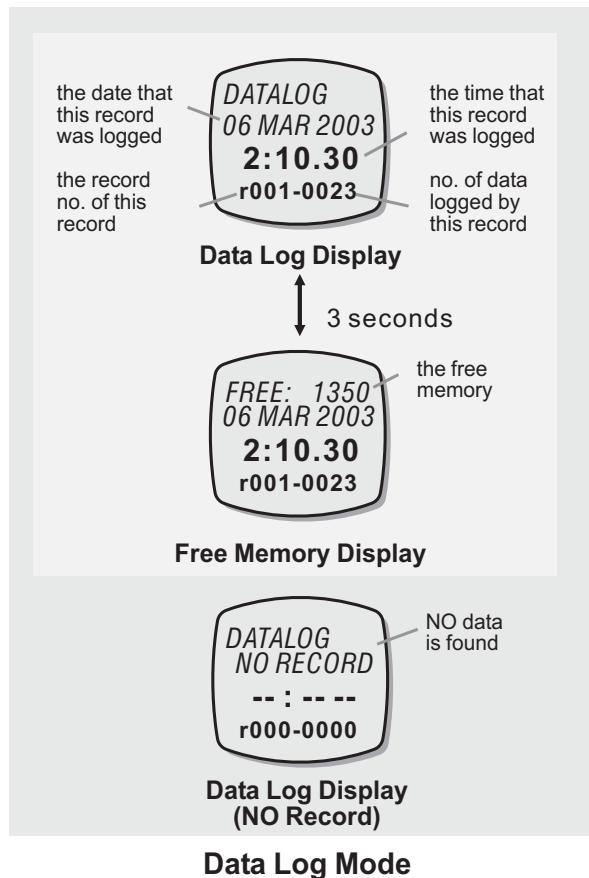 the date that
this record
was logged
the record
no. of this
record
DATALOG
06 MAR 2003
2:10.30
r001-0023
the time that
this record
was logged
no. of data
logged by
this record
Data Log Display
3 seconds
FREE: 1350
06 MAR 2003
2:10.30
r001-0023
the free
memory
Free Memory Display
DATALOG
NO RECORD
-- : -- --
r000-0000
NO data
is found
Data Log Display
(NO Record)
Data Log Mode